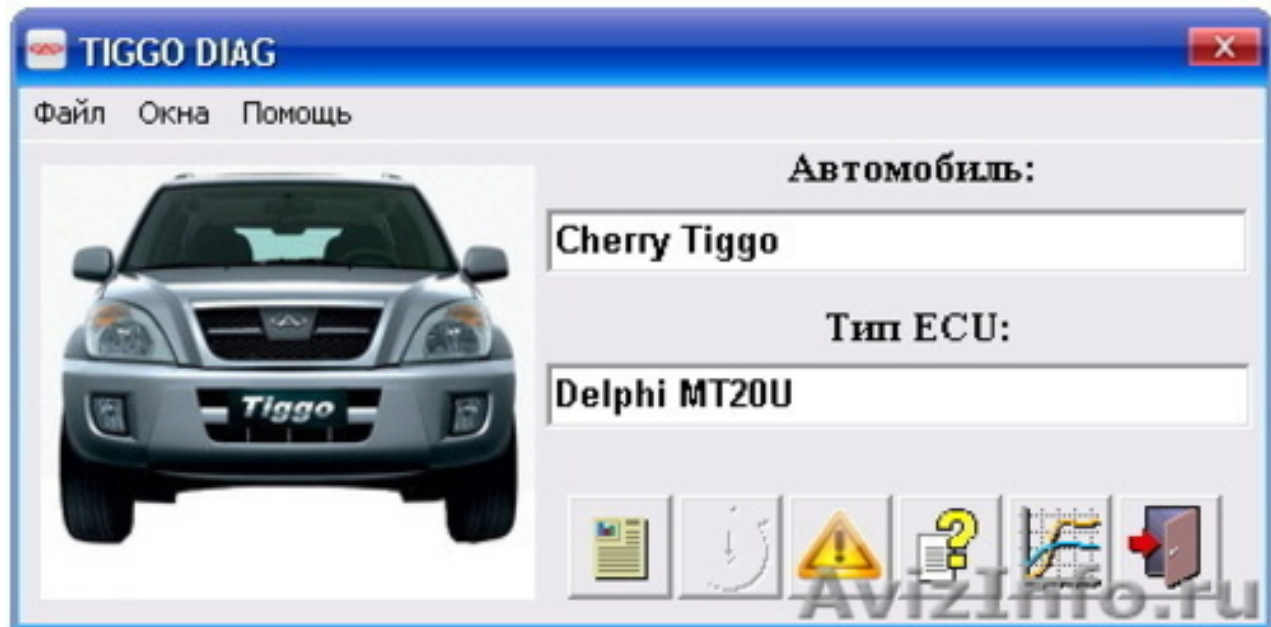 TIGGO DIAG
Файл Окна Помощь
Автомобиль:
Cherry Tiggo
Тип ECU:
Delphi MT20U
Tiggo
AvizInfo.ru